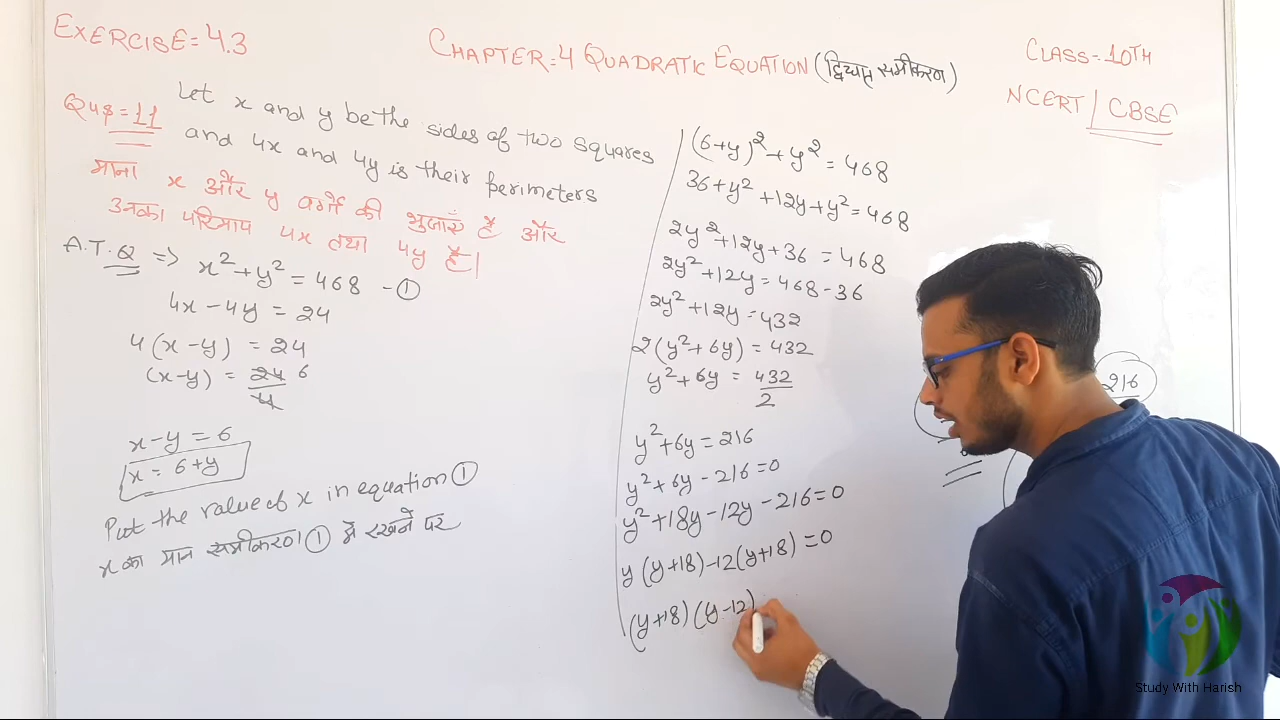 EXERCISE=4.3
CHAPTER=4 QUADRATIC EQUATION (द्विघात समीकरण)
CLASS=10TH
NCERT / CBSE
QUS=11
Let x and y be the sides of two squares
and 4x and 4y is their perimeters
माना x और y वर्गों की भुजाएँ है और
उनका परिमाप 4x तथा 4y है।
A.T.Q => x²+y²=468 -①
4x-4y=24
4(x-y)=24
(x-y)=24 6
4
x-y=6
x=6+y
Put the value of x in equation ①
x का मान समीकरण ① में रखने पर
(6+y)²+y²=468
36+y²+12y+y²=468
2y²+12y+36=468
2y²+12y=468-36
2y²+12y=432
2(y²+6y)=432
y²+6y=432
2
y²+6y=216
y²+6y-216=0
y²+18y-12y-216=0
y(y+18)-12(y+18)=0
(y+18)(y-12)
216
Study With Harish